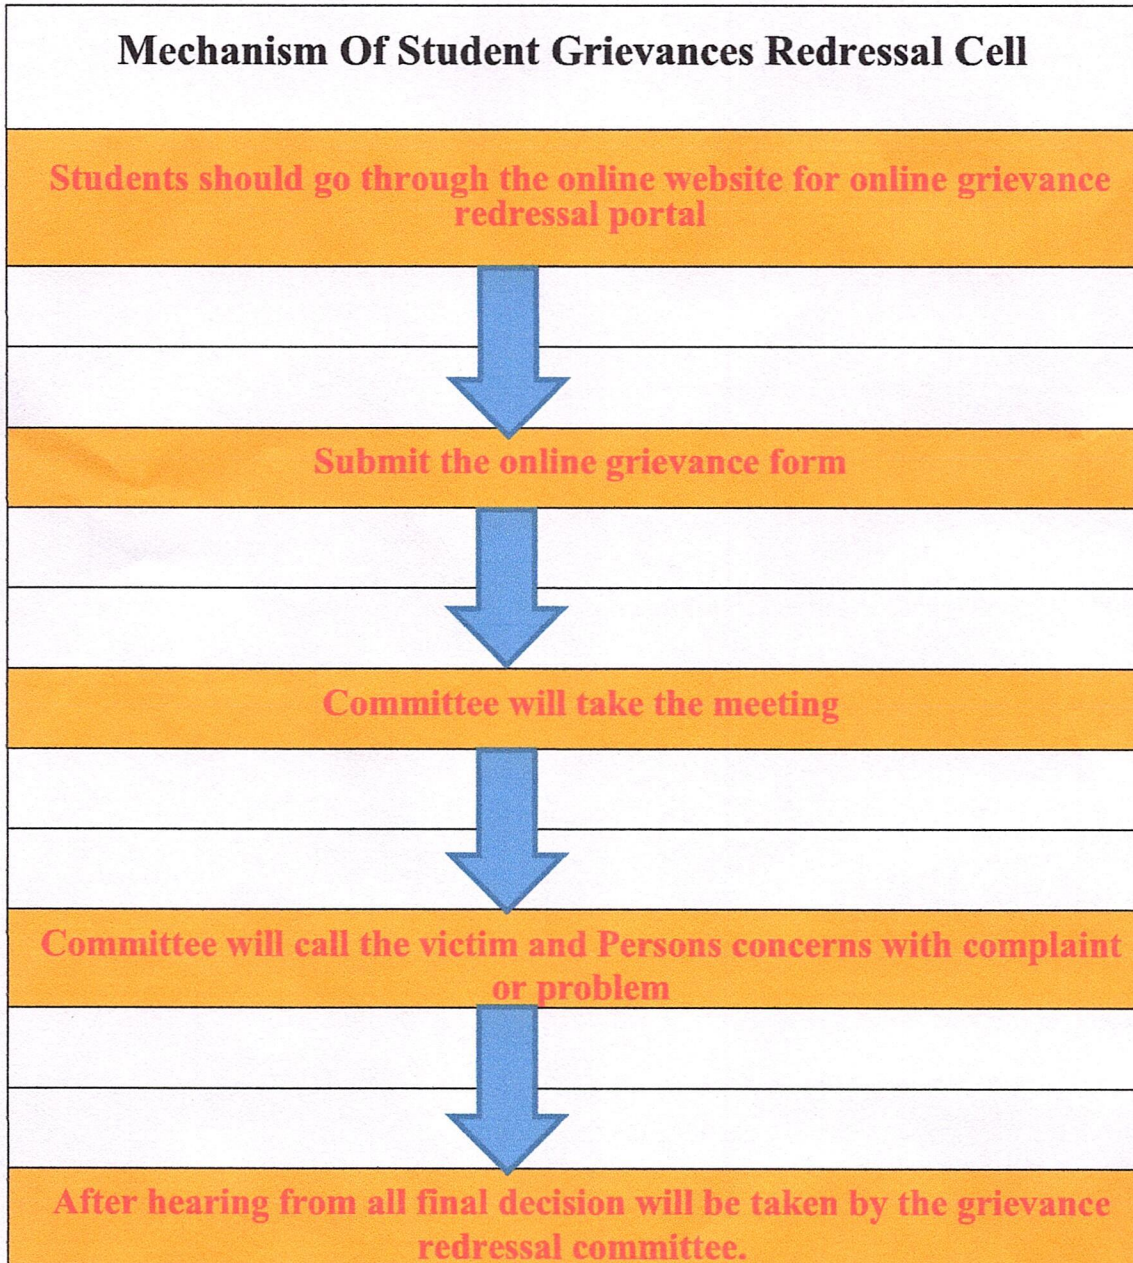 Mechanism Of Student Grievances Redressal Cell
Students should go through the online website for online grievance
redressal portal
Submit the online grievance form
Committee will take the meeting
Committee will call the victim and Persons concerns with complaint
or problem
After hearing from all final decision will be taken by the grievance
redressal committee.